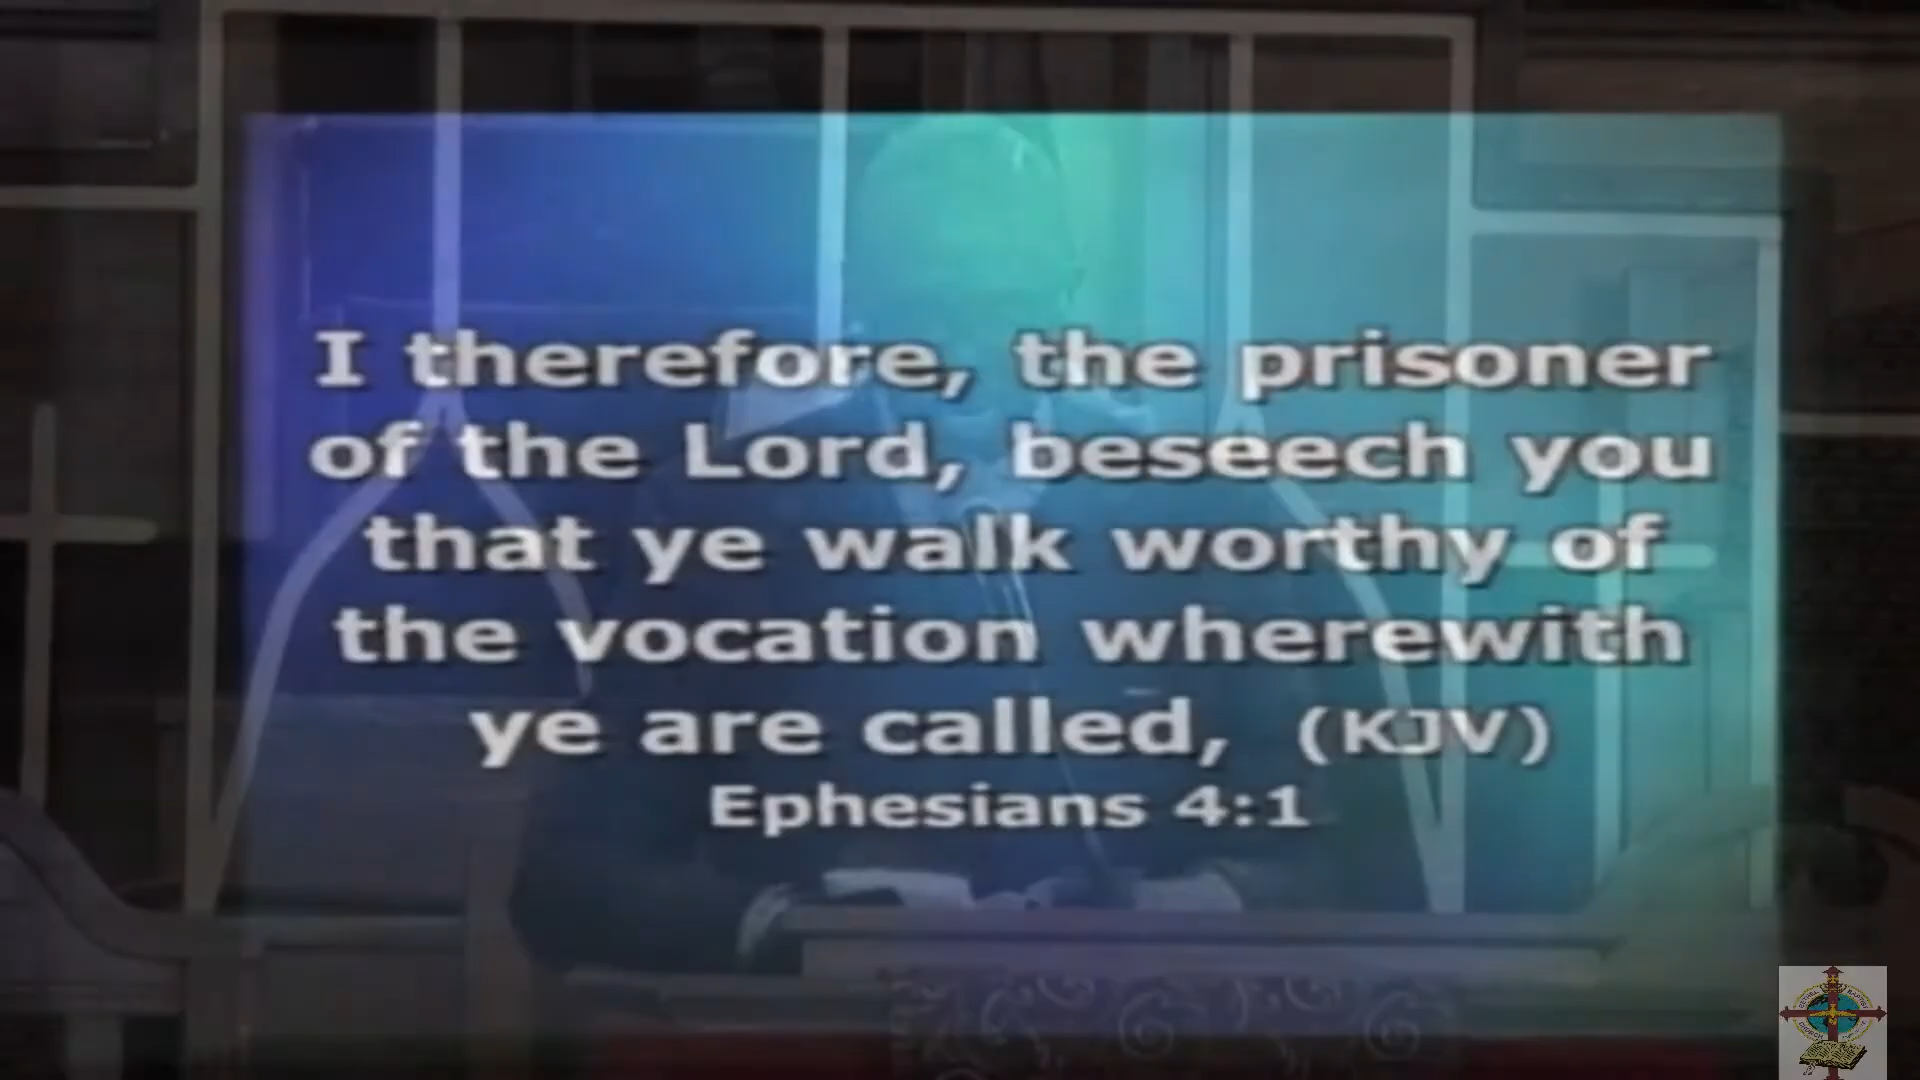 I therefore, the prisoner
of the Lord, beseech you
that ye walk worthy of
the vocation wherewith
ye are called, (KJV)
Ephesians 4:1